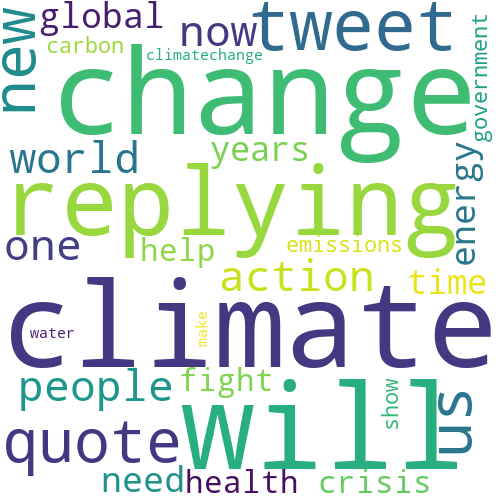 new
global
now
tweet
carbon
climatechange
change
government
world
years
energy
replying
one
help
emissions
action
time
climate
water
make
people
fight
show
us
quote
will
need
health
crisis